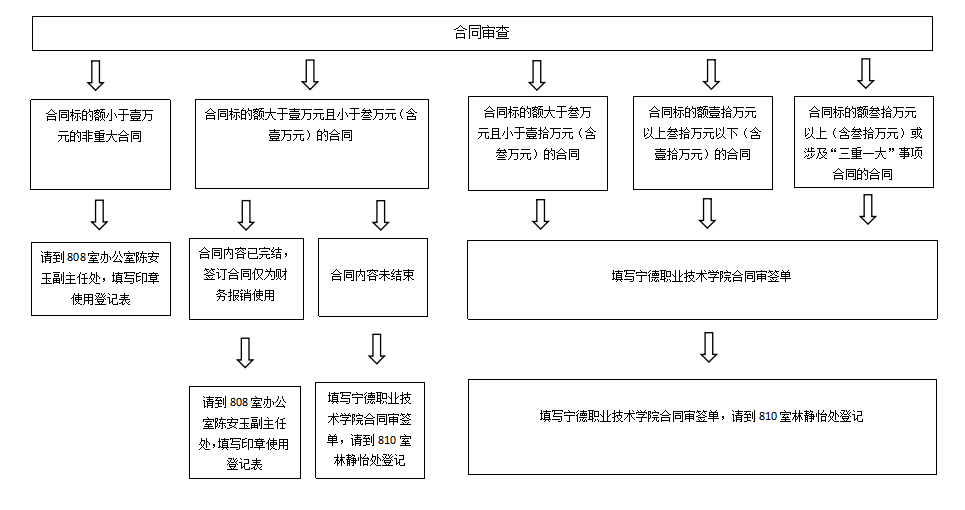 合同审查
合同标的额小于壹万
元的非重大合同
合同标的额大于壹万元且小于叁万元（含
壹万元）的合同
合同标的额大于叁万
元且小于壹拾万元（含
叁万元）的合同
合同标的额壹拾万元
以上叁拾万元以下（含
壹拾万元）的合同
合同标的额叁拾万元
以上（含叁拾万元）或
涉及“三重一大”事项
合同的合同
请到 808 室办公室陈安
玉副主任处，填写印章
使用登记表
合同内容已完结，
签订合同仅为财
务报销使用
合同内容未结束
填写宁德职业技术学院合同审签单
请到 808 室办公
室陈安玉副主任
处，填写印章使用
登记表
填写宁德职业技
术学院合同审签
单，请到 810 室
林静怡处登记
填写宁德职业技术学院合同审签单，请到 810 室林静怡处登记